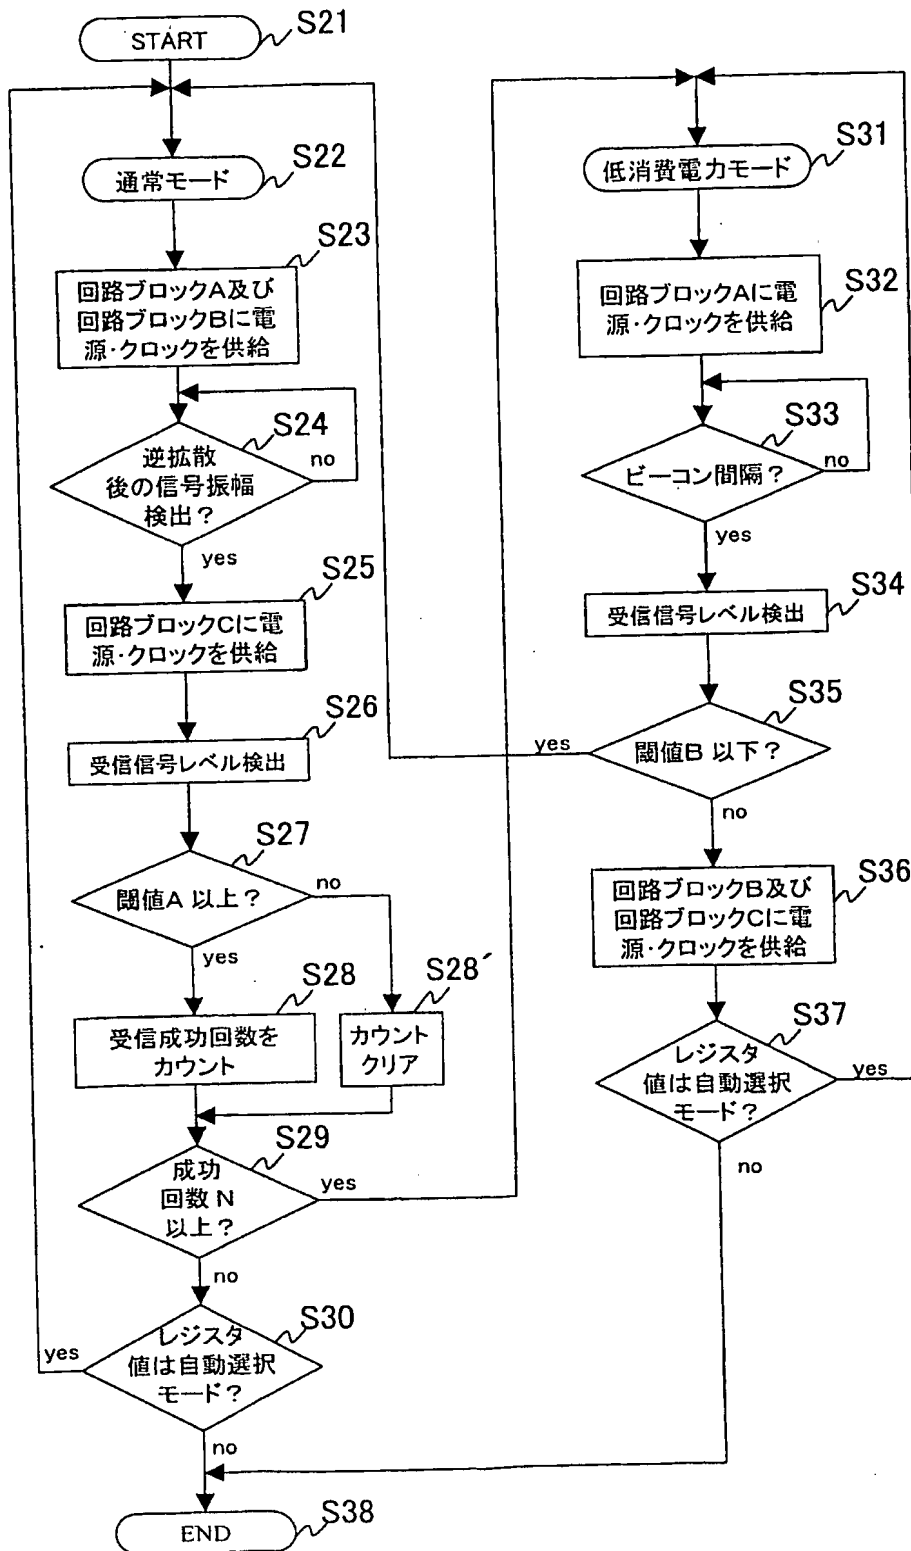 START
S21
通常モード
S22
回路ブロックA及び
回路ブロックBに電
源・クロックを供給
S23
逆拡散
後の信号振幅
検出？
S24
no
yes
回路ブロックCに電
源・クロックを供給
S25
受信信号レベル検出
S26
閾値A 以上？
S27
no
yes
受信成功回数を
カウント
S28
カウント
クリア
S28´
成功
回数 N
以上？
S29
yes
no
レジスタ
値は自動選択
モード？
S30
yes
no
END
S38
低消費電力モード
S31
回路ブロックAに電
源・クロックを供給
S32
ビーコン間隔？
S33
no
yes
受信信号レベル検出
S34
閾値B 以下？
S35
yes
no
回路ブロックB及び
回路ブロックCに電
源・クロックを供給
S36
レジスタ
値は自動選択
モード？
S37
yes
no